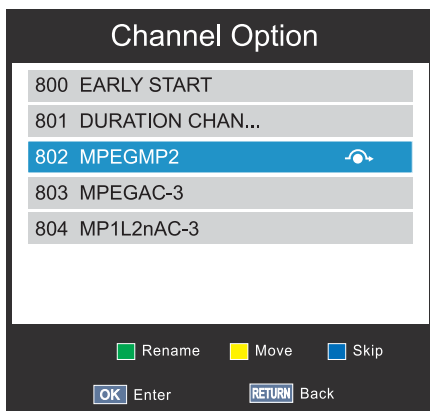 Channel Option
800 EARLY START
801 DURATION CHAN...
802 MPEGMP2
803 MPEGAC-3
804 MP1L2nAC-3
Rename Move Skip
OK Enter RETURN Back